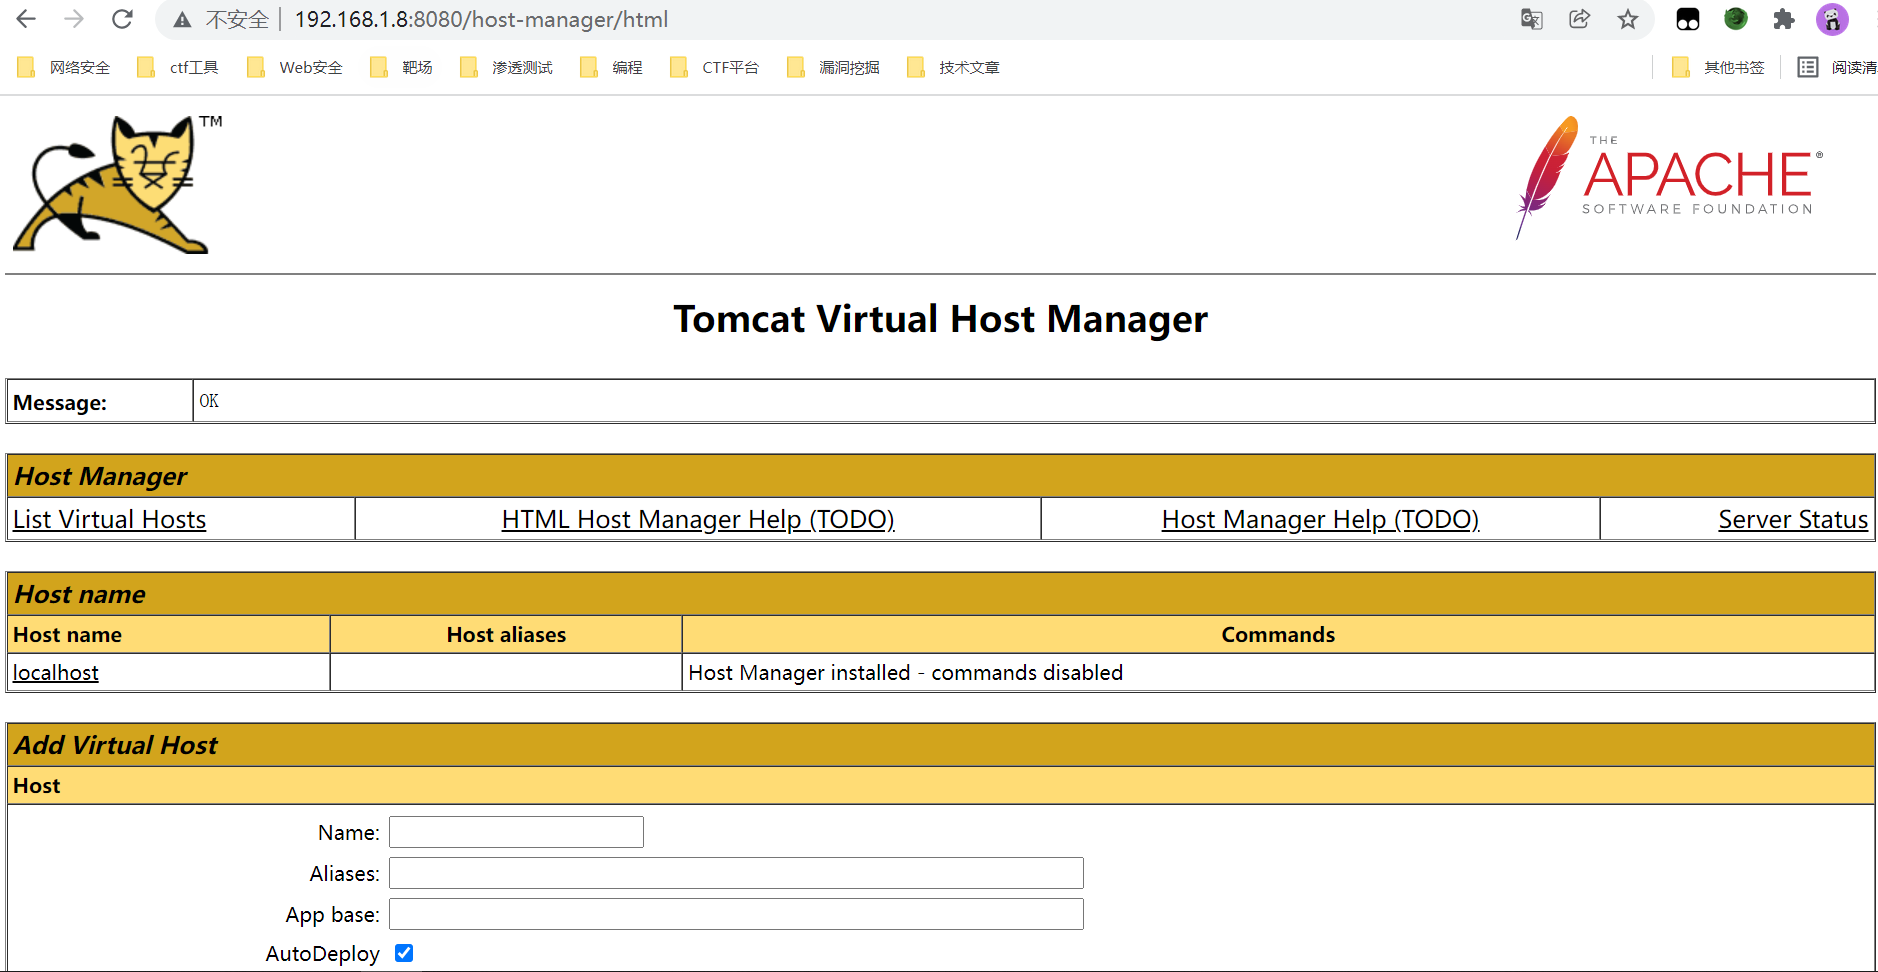 不安全 192.168.1.8:8080/host-manager/html
网络安全 ctf工具 Web安全 靶场 渗透测试 编程 CTF平台 漏洞挖掘 技术文章 其他书签 阅读清
TM
THE
APACHE®
SOFTWARE FOUNDATION
Tomcat Virtual Host Manager
Message: OK
Host Manager
List Virtual Hosts HTML Host Manager Help (TODO) Host Manager Help (TODO) Server Status
Host name
Host name Host aliases Commands
localhost Host Manager installed - commands disabled
Add Virtual Host
Host
Name:
Aliases:
App base:
AutoDeploy